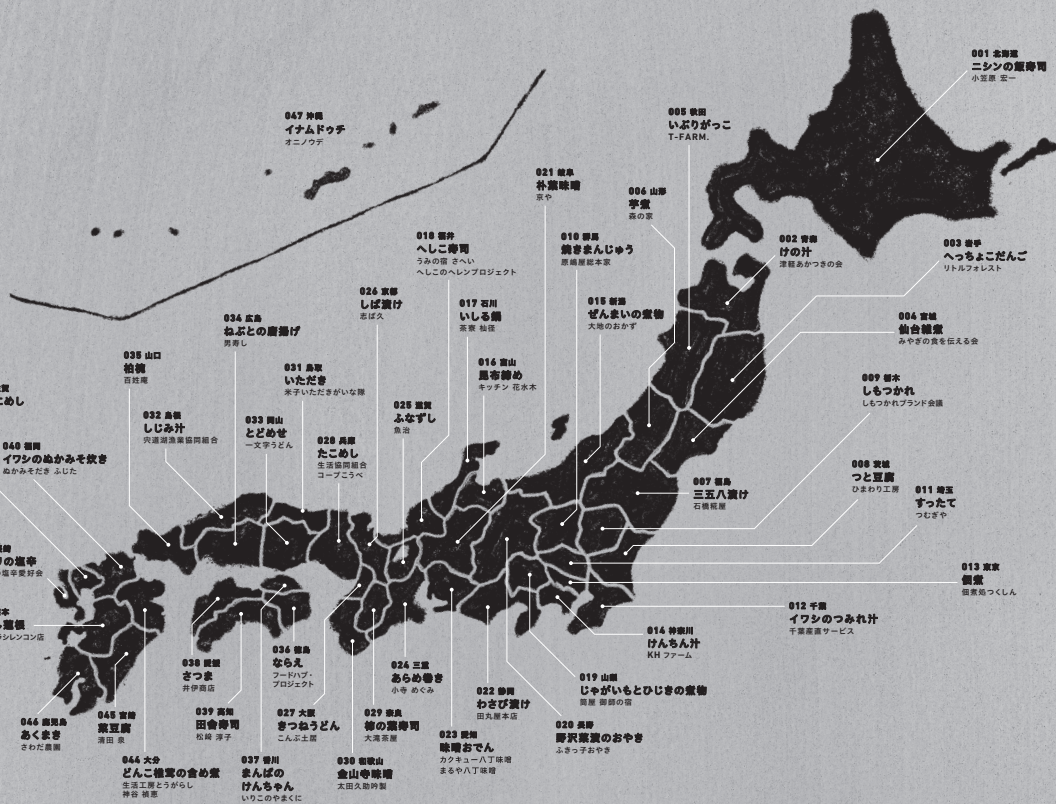 001 北海道
ニシンの飯寿司
小笠原 宏一
047 沖縄
イナムドゥチ
オニノウデ
005 秋田
いぶりがっこ
T-FARM.
021 岐阜
朴葉味噌
京や
006 山形
芋煮
森の家
018 福井
へしこ寿司
うみの宿 さへい
へしこのヘレンプロジェクト
010 群馬
焼きまんじゅう
原嶋屋総本家
002 青森
けの汁
津軽あかつきの会
003 岩手
へっちょこだんご
リトルフォレスト
026 京都
しば漬け
志ば久
017 石川
いしる鍋
茶寮 杣径
015 新潟
ぜんまいの煮物
大地のおかず
004 宮城
仙台雑煮
みやぎの食を伝える会
034 広島
ねぶとの唐揚げ
男寿し
035 山口
柏椀
百姓庵
031 鳥取
いただき
米子いただきがいな隊
016 富山
昆布締め
キッチン 花水木
009 栃木
しもつかれ
しもつかれブランド会議
賀
こめし
032 島根
しじみ汁
宍道湖漁業協同組合
033 岡山
とどめせ
一文字うどん
025 滋賀
ふなずし
魚治
028 兵庫
たこめし
生活協同組合
コープこうべ
040 福岡
イワシのぬかみそ炊き
ぬかみそだき ふじた
008 茨城
つと豆腐
ひまわり工房
007 福島
三五八漬け
石橋糀屋
011 埼玉
すったて
つむぎや
崎
リの塩辛
塩辛愛好会
013 東京
佃煮
佃煮処つくしん
012 千葉
イワシのつみれ汁
千葉産直サービス
本
蓮根
ラシレンコン店
014 神奈川
けんちん汁
KH ファーム
038 愛媛
さつま
井伊商店
036 徳島
ならえ
フードハブ・
プロジェクト
024 三重
あらめ巻き
小寺 めぐみ
019 山梨
じゃがいもとひじきの煮物
筒屋 御師の宿
022 静岡
わさび漬け
田丸屋本店
046 鹿児島
あくまき
さわだ農園
045 宮崎
菜豆腐
清田 泉
039 高知
田舎寿司
松﨑 淳子
027 大阪
きつねうどん
こんぶ土居
029 奈良
柿の葉寿司
大滝茶屋
020 長野
野沢菜漬のおやき
ふきっ子おやき
023 愛知
味噌おでん
カクキュー八丁味噌
まるや八丁味噌
044 大分
どんこ椎茸の含め煮
生活工房とうがらし
神谷 禎恵
037 香川
まんばの
けんちゃん
いりこのやまくに
030 和歌山
金山寺味噌
太田久助吟製